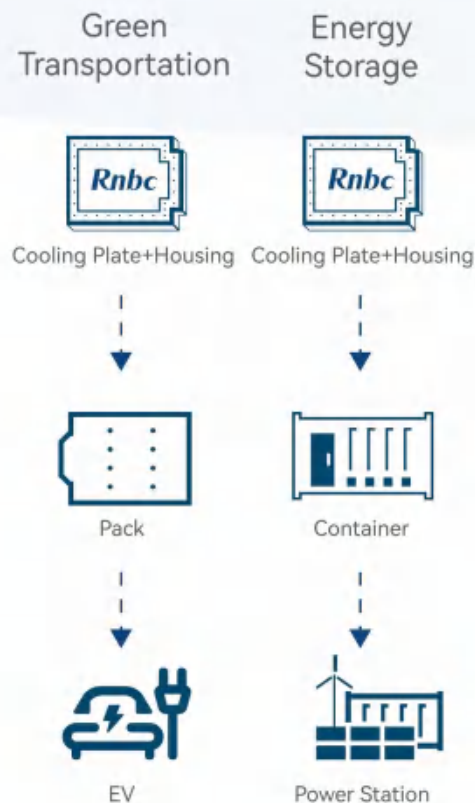 Green
Transportation
Energy
Storage
Rnbc
Rnbc
Cooling Plate+Housing
Cooling Plate+Housing
Pack
Container
EV
Power Station